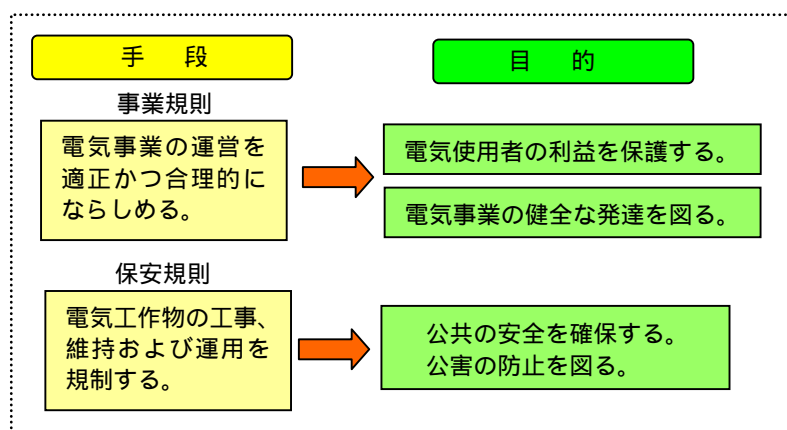 手 段
目 的
事業規則
電気事業の運営を
適正かつ合理的に
ならしめる。
電気使用者の利益を保護する。
電気事業の健全な発達を図る。
保安規則
電気工作物の工事、
維持および運用を
規制する。
公共の安全を確保する。
公害の防止を図る。